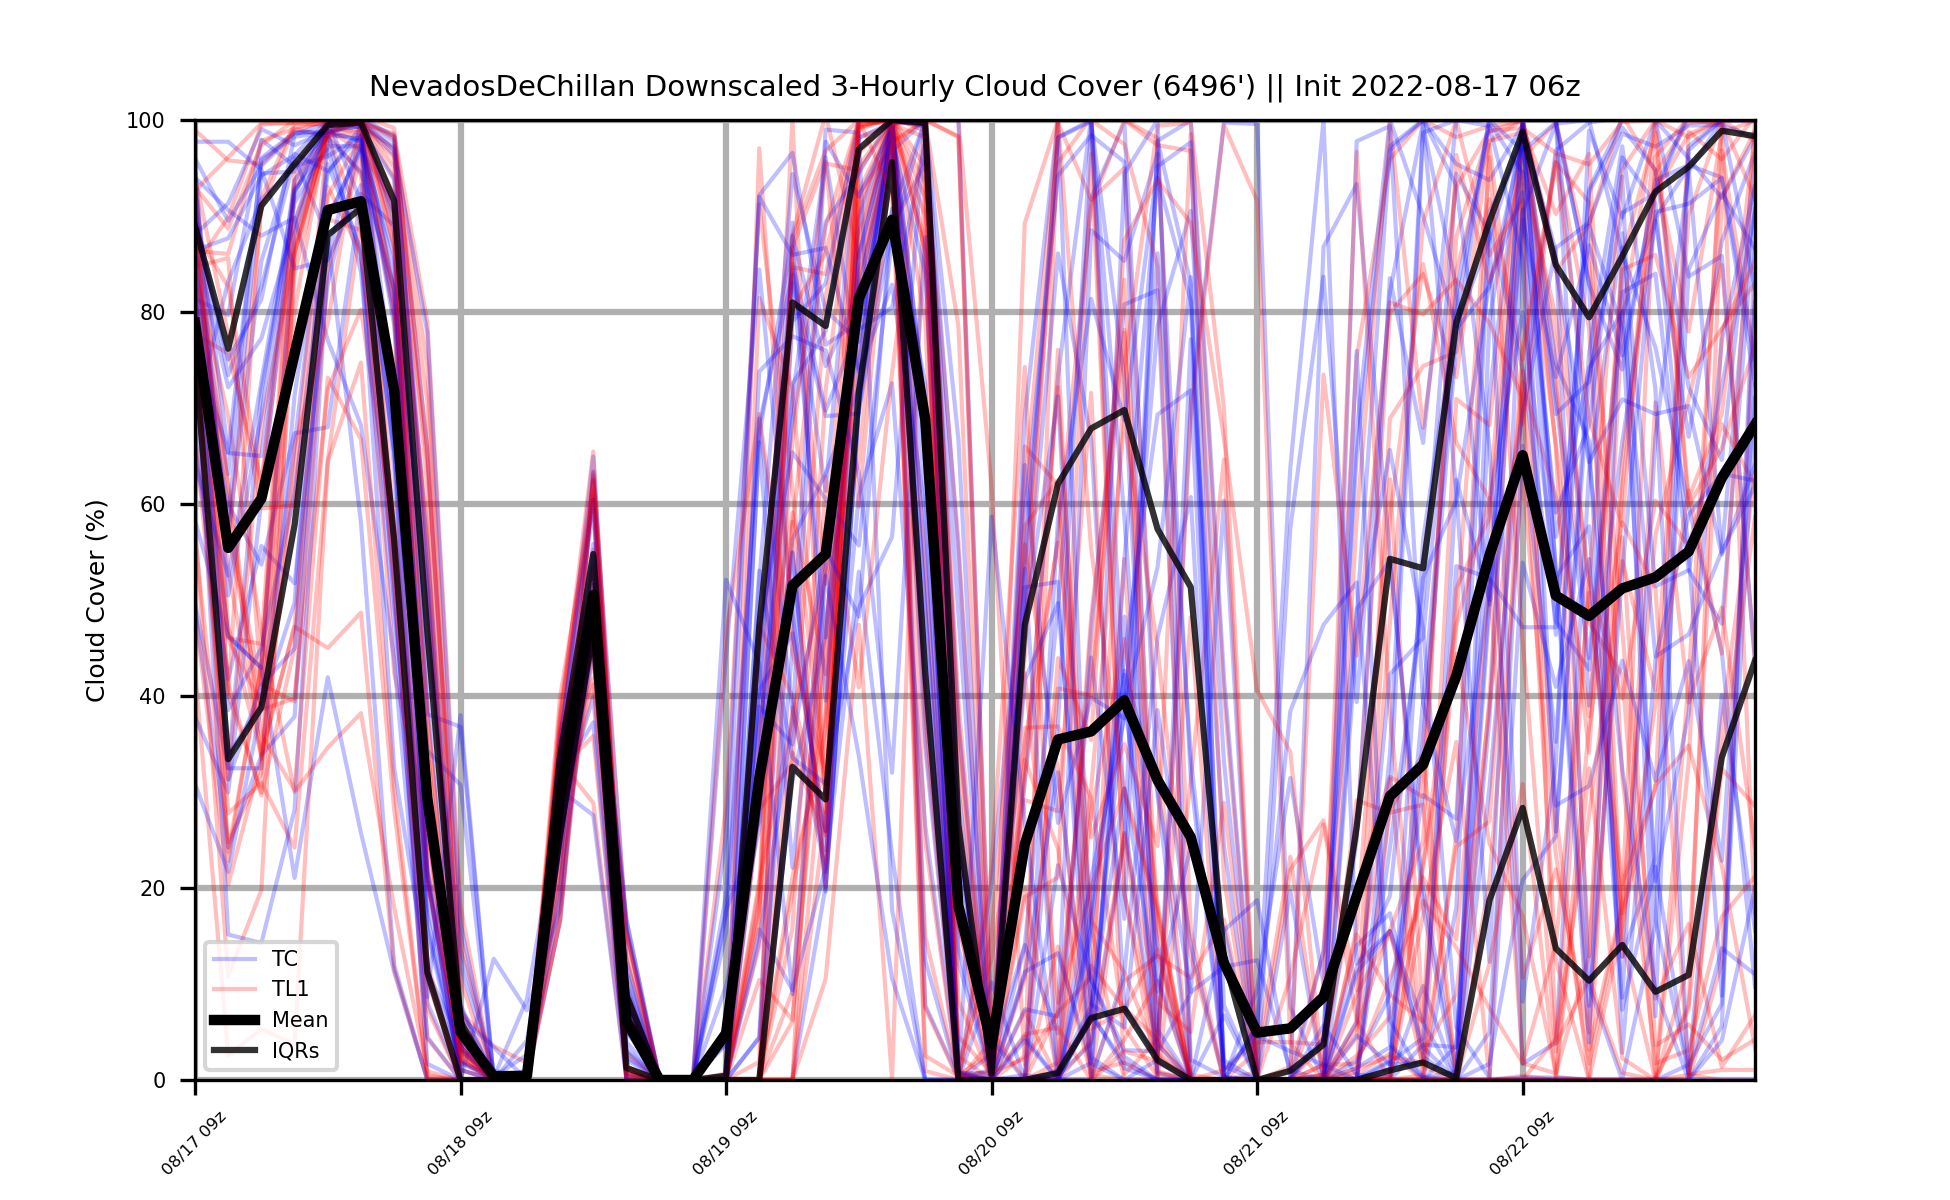 NevadosDeChillan Downscaled 3-Hourly Cloud Cover (6496') || Init 2022-08-17 06z
Cloud Cover (%)
100
80
60
40
20
0
TC
TL1
Mean
IQRs
08/17 09z
08/18 09z
08/19 09z
08/20 09z
08/21 09z
08/22 09z